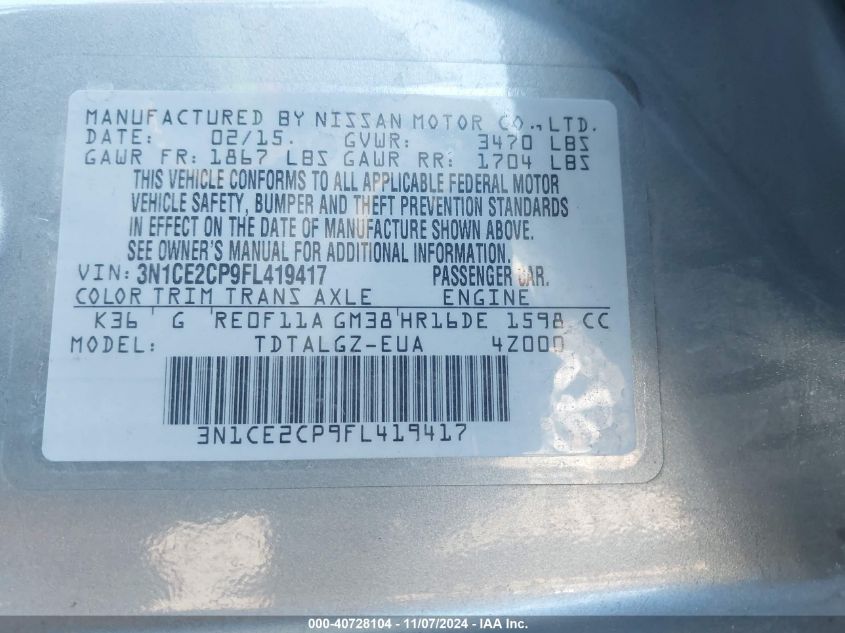 MANUFACTURED BY NISSAN MOTOR CO., LTD.
DATE: 02/15. GVWR: 3470 LBS
GAWR FR: 1867 LBS GAWR RR: 1704 LBS
THIS VEHICLE CONFORMS TO ALL APPLICABLE FEDERAL MOTOR
VEHICLE SAFETY, BUMPER AND THEFT PREVENTION STANDARDS
IN EFFECT ON THE DATE OF MANUFACTURE SHOWN ABOVE.
SEE OWNER'S MANUAL FOR ADDITIONAL INFORMATION.
VIN: 3N1CE2CP9FL419417 PASSENGER CAR.
COLOR TRIM TRANS AXLE ENGINE
K36 G RE0F11A GM38 HR16DE 1598 CC
MODEL: TDTALGZ-EUA 4Z000
3N1CE2CP9FL419417
000-40728104 - 11/07/2024 - IAA Inc.